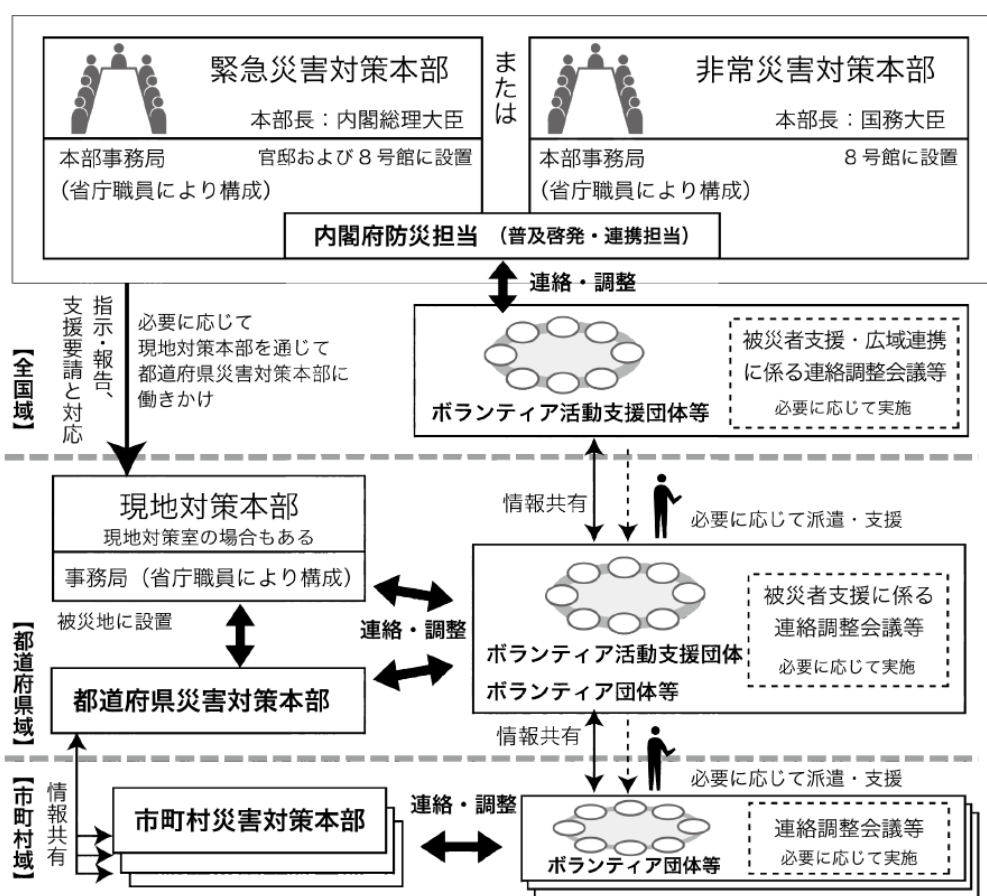 緊急災害対策本部
本部長：内閣総理大臣
本部事務局 官邸および8号館に設置
（省庁職員により構成）
または
非常災害対策本部
本部長：国務大臣
本部事務局 8号館に設置
（省庁職員により構成）
内閣府防災担当（普及啓発・連携担当）
連絡・調整
【全国域】
指示・報告、
支援要請と対応
必要に応じて
現地対策本部を通じて
都道府県災害対策本部に
働きかけ
ボランティア活動支援団体等
被災者支援・広域連携
に係る連絡調整会議等
必要に応じて実施
情報共有
必要に応じて派遣・支援
【都道府県域】
現地対策本部
現地対策室の場合もある
事務局（省庁職員により構成）
被災地に設置
連絡・調整
都道府県災害対策本部
ボランティア活動支援団体
ボランティア団体等
被災者支援に係る
連絡調整会議等
必要に応じて実施
情報共有
必要に応じて派遣・支援
【市町村域】
情報共有
市町村災害対策本部
連絡・調整
ボランティア団体等
連絡調整会議等
必要に応じて実施